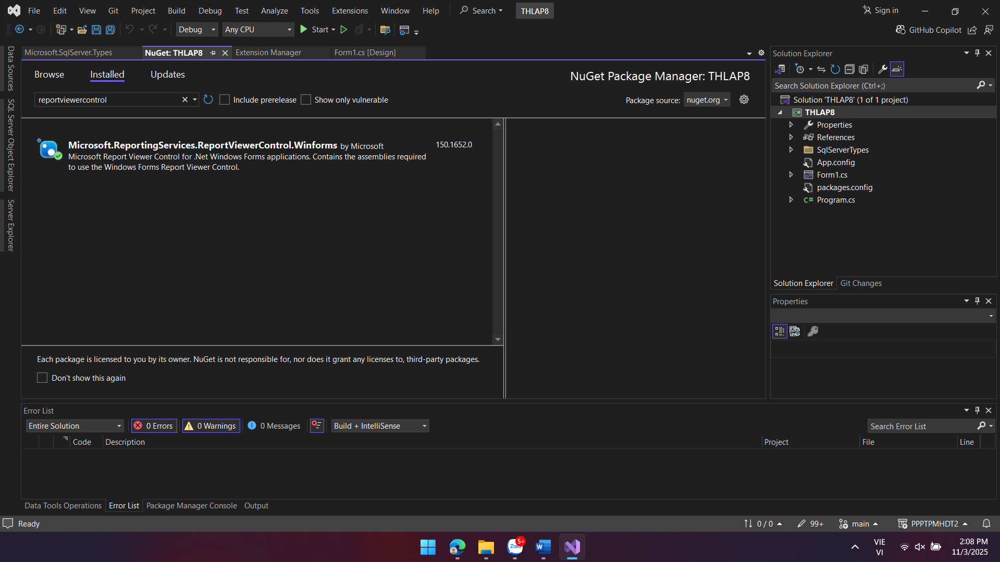 File Edit View Git Project Build Debug Test Analyze Tools Extensions Window Help Search THLAP8 Sign in
Debug Any CPU Start GitHub Copilot
Data Sources
SQL Server Object Explorer
Server Explorer
Microsoft.SqlServer.Types NuGet: THLAP8 Extension Manager Form1.cs [Design]
Browse Installed Updates NuGet Package Manager: THLAP8
reportviewercontrol Include prerelease Show only vulnerable Package source: nuget.org
Microsoft.ReportingServices.ReportViewerControl.Winforms by Microsoft 150.1652.0
Microsoft Report Viewer Control for .Net Windows Forms applications. Contains the assemblies required
to use the Windows Forms Report Viewer Control.
Each package is licensed to you by its owner. NuGet is not responsible for, nor does it grant any licenses to, third-party packages.
Don't show this again
Solution Explorer
Search Solution Explorer (Ctrl+;)
Solution 'THLAP8' (1 of 1 project)
C# THLAP8
Properties
References
SqlServerTypes
App.config
Form1.cs
packages.config
C# Program.cs
Solution Explorer Git Changes
Properties
Error List
Entire Solution 0 Errors 0 Warnings 0 Messages Build + IntelliSense Search Error List
Code Description Project File Line
Data Tools Operations Error List Package Manager Console Output
Ready 0 / 0 99+ main PPPTPMHDT2
Zalo 5+ W
VIE
VI
2:08 PM
11/3/2025